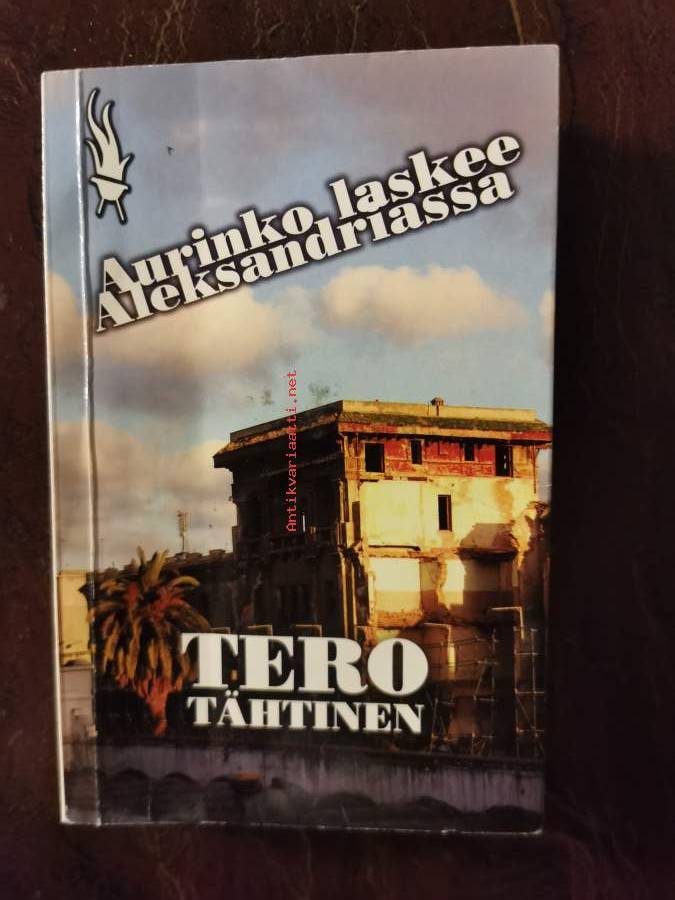 Aurinko laskee
Aleksandriassa
Antikvariaatti.net
TERO
TÄHTINEN